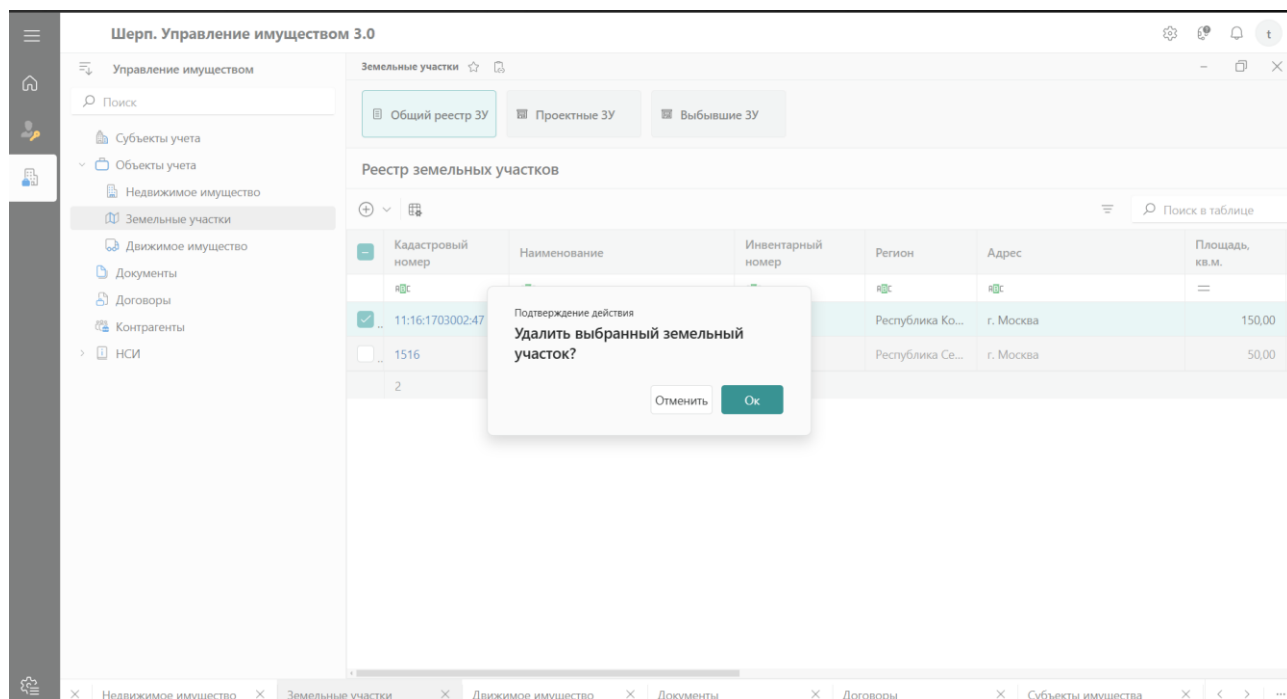 Шерп. Управление имуществом 3.0
t
Управление имуществом
Поиск
Субъекты учета
Объекты учета
Недвижимое имущество
Земельные участки
Движимое имущество
Документы
Договоры
Контрагенты
НСИ
Земельные участки
Общий реестр ЗУ
Проектные ЗУ
Выбывшие ЗУ
Реестр земельных участков
Поиск в таблице
Кадастровый номер
Наименование
Инвентарный номер
Регион
Адрес
Площадь, кв.м.
11:16:1703002:47
Республика Ко...
г. Москва
150,00
1516
Республика Се...
г. Москва
50,00
2
Подтверждение действия
Удалить выбранный земельный
участок?
Отменить
Ок
Недвижимое имущество
Земельные участки
Движимое имущество
Документы
Договоры
Субъекты имущества